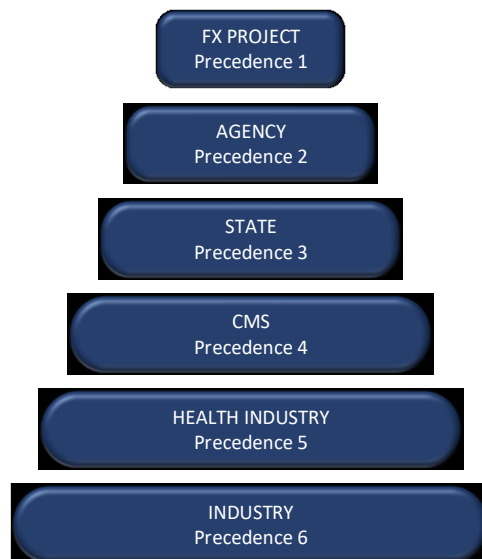 FX PROJECT
Precedence 1
AGENCY
Precedence 2
STATE
Precedence 3
CMS
Precedence 4
HEALTH INDUSTRY
Precedence 5
INDUSTRY
Precedence 6